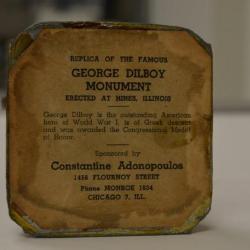 REPLICA OF THE FAMOUS
GEORGE DILBOY
MONUMENT
ERECTED AT HINES, ILLINOIS
George Dilboy is the outstanding American
hero of World War I, is of Greek descent
and was awarded the Congressional Medal
of Honor.
Sponsored by
Constantine Adonopoulos
1456 FLOURNOY STREET
Phone MONROE 1834
CHICAGO 7, ILL.